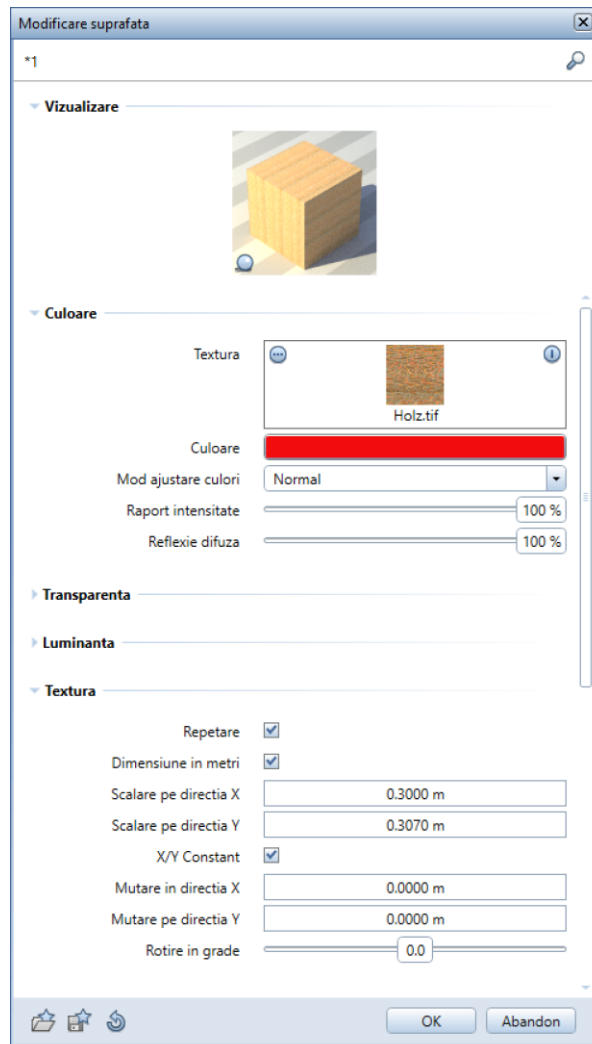 Modificare suprafata
*1
Vizualizare
Culoare
Textura
Holz.tif
Culoare
Mod ajustare culori Normal
Raport intensitate 100 %
Reflexie difuza 100 %
Transparenta
Luminanta
Textura
Repetare
Dimensiune in metri
Scalare pe directia X 0.3000 m
Scalare pe directia Y 0.3070 m
X/Y Constant
Mutare in directia X 0.0000 m
Mutare pe directia Y 0.0000 m
Rotire in grade 0.0
OK Abandon